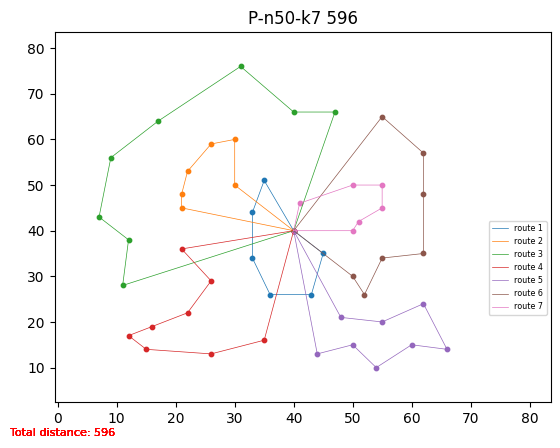 P-n50-k7 596
80
70
60
50
40
30
20
10
0 10 20 30 40 50 60 70 80
route 1
route 2
route 3
route 4
route 5
route 6
route 7
Total distance: 596